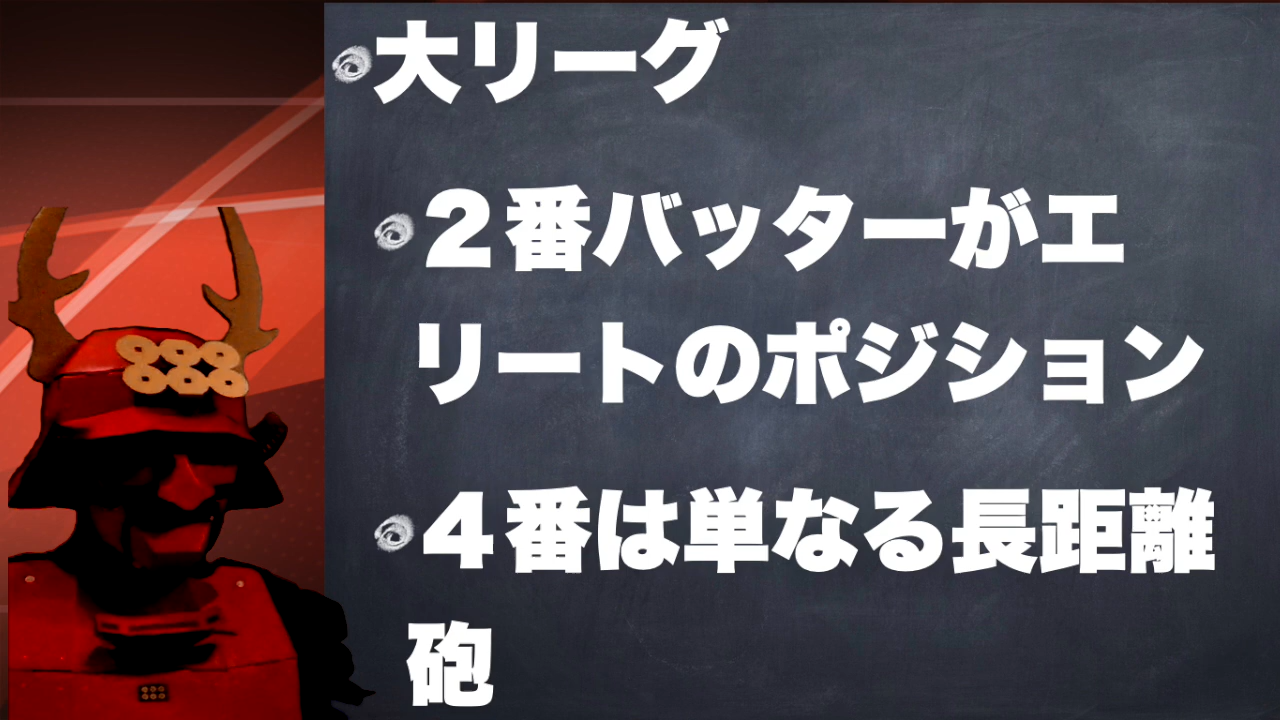 大リーグ
２番バッターがエ
リートのポジション
４番は単なる長距離
砲